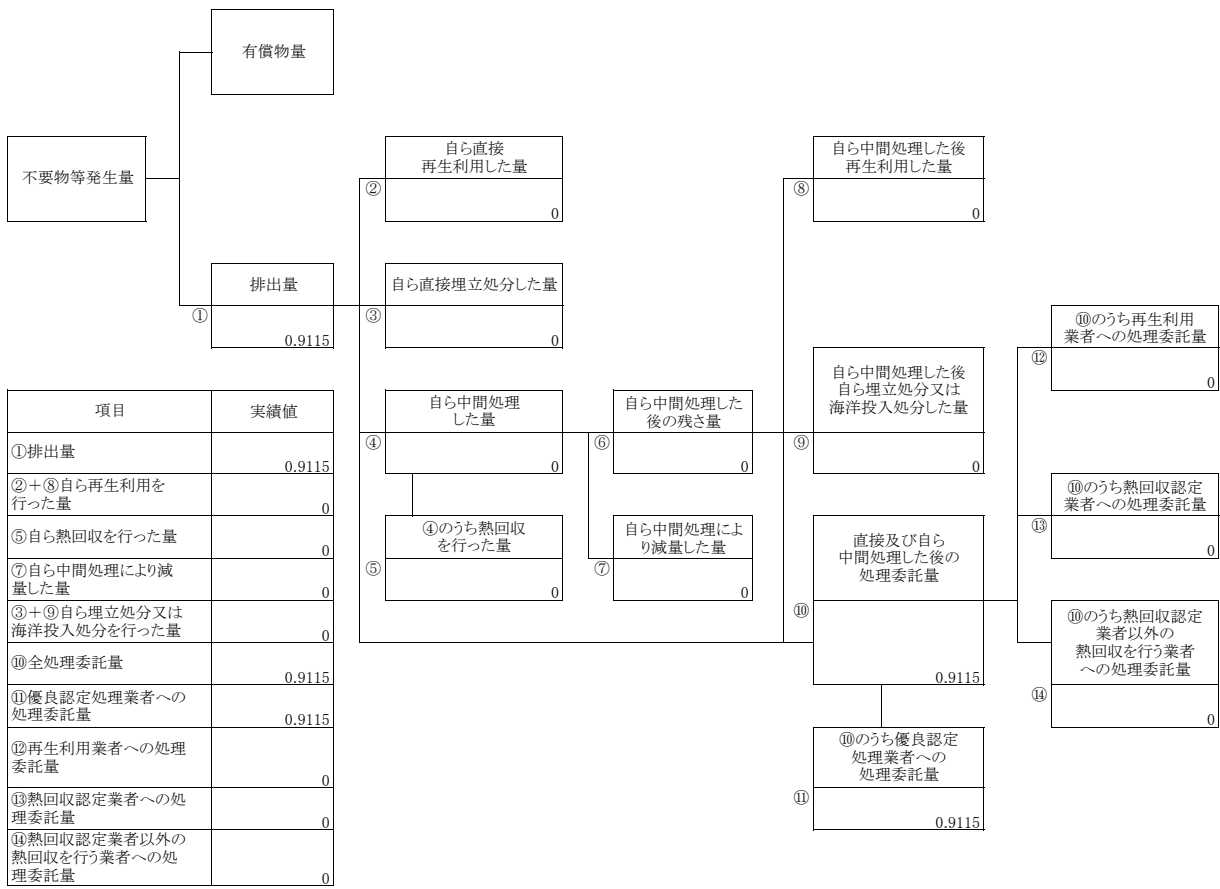 有償物量
不要物等発生量
自ら直接
再生利用した量
②
0
自ら中間処理した後
再生利用した量
⑧
0
排出量
①
0.9115
自ら直接埋立処分した量
③
0
⑩のうち再生利用
業者への処理委託量
⑫
0
自ら中間処理
した量
④
0
自ら中間処理した
後の残さ量
⑥
0
自ら中間処理した後
自ら埋立処分又は
海洋投入処分した量
⑨
0
⑩のうち熱回収認定
業者への処理委託量
⑬
0
④のうち熱回収
を行った量
⑤
0
自ら中間処理によ
り減量した量
⑦
0
直接及び自ら
中間処理した後の
処理委託量
⑩
0.9115
⑩のうち熱回収認定
業者以外の
熱回収を行う業者
への処理委託量
⑭
0
⑩のうち優良認定
処理業者への
処理委託量
⑪
0.9115
項目 実績値
①排出量
0.9115
②+⑧自ら再生利用を
行った量
0
⑤自ら熱回収を行った量
0
⑦自ら中間処理により減
量した量
0
③+⑨自ら埋立処分又は
海洋投入処分を行った量
0
⑩全処理委託量
0.9115
⑪優良認定処理業者への
処理委託量
0.9115
⑫再生利用業者への処理
委託量
0
⑬熱回収認定業者への処
理委託量
0
⑭熱回収認定業者以外の
熱回収を行う業者への処
理委託量
0